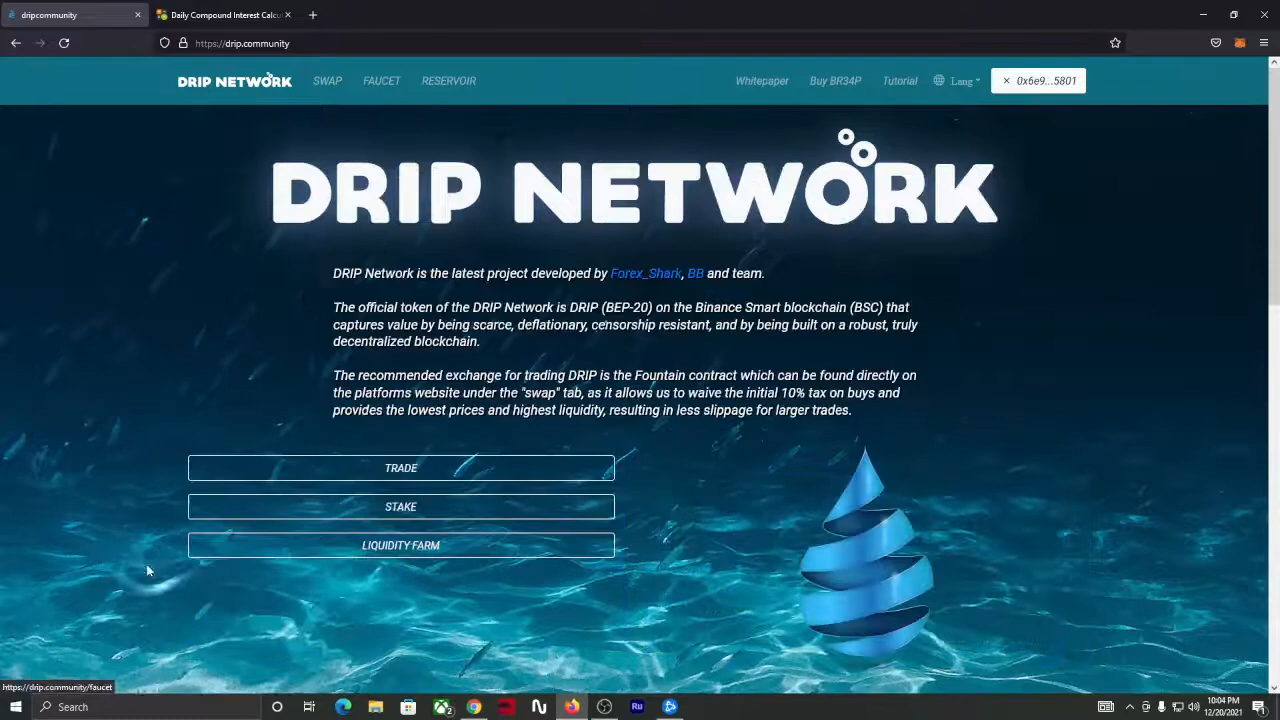 dripcommunity
Daily Compound Interest Calcu
https://drip.community
DRIP NETWORK SWAP FAUCET RESERVOIR Whitepaper Buy BR34P Tutorial Lang 0x6e9...5801
DRIP NETWORK
DRIP Network is the latest project developed by Forex_Shark, BB and team.
The official token of the DRIP Network is DRIP (BEP-20) on the Binance Smart blockchain (BSC) that
captures value by being scarce, deflationary, censorship resistant, and by being built on a robust, truly
decentralized blockchain.
The recommended exchange for trading DRIP is the Fountain contract which can be found directly on
the platforms website under the "swap" tab, as it allows us to waive the initial 10% tax on buys and
provides the lowest prices and highest liquidity, resulting in less slippage for larger trades.
TRADE
STAKE
LIQUIDITY FARM
https://drip.community/faucet
Search
2
Ru
10:04 PM
12/20/2021
1